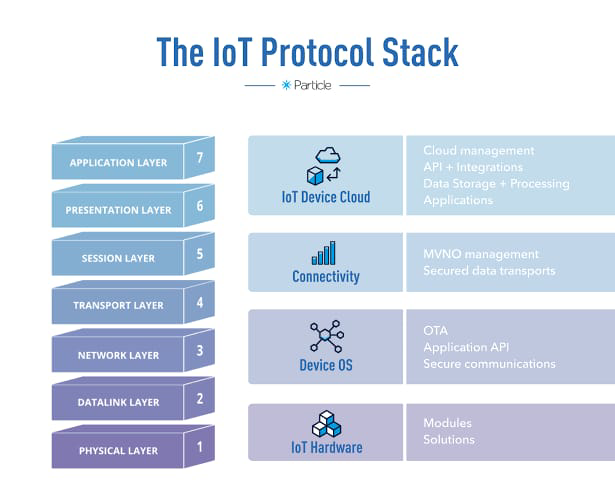 The IoT Protocol Stack
Particle
APPLICATION LAYER 7
PRESENTATION LAYER 6
SESSION LAYER 5
TRANSPORT LAYER 4
NETWORK LAYER 3
DATALINK LAYER 2
PHYSICAL LAYER 1
IoT Device Cloud
Cloud management
API + Integrations
Data Storage + Processing
Applications
Connectivity
MVNO management
Secured data transports
Device OS
OTA
Application API
Secure communications
IoT Hardware
Modules
Solutions